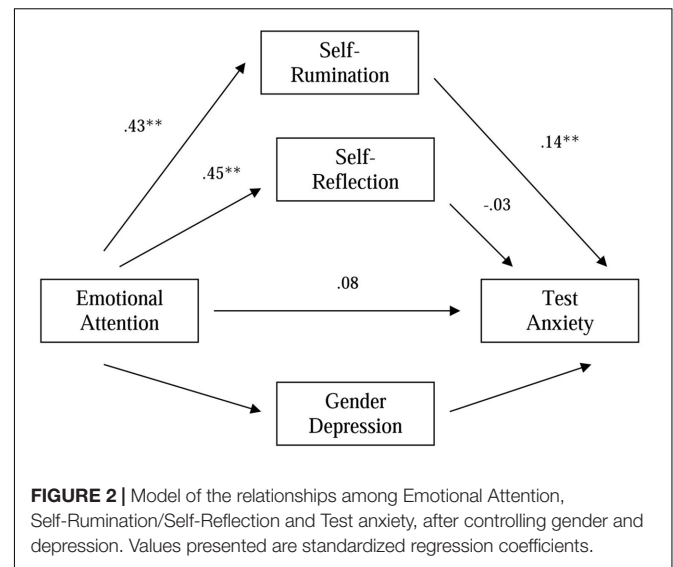 Self-
Rumination
.43**
.14**
Self-
Reflection
.45**
-.03
Emotional
Attention
.08
Test
Anxiety
Gender
Depression
FIGURE 2 | Model of the relationships among Emotional Attention,
Self-Rumination/Self-Reflection and Test anxiety, after controlling gender and
depression. Values presented are standardized regression coefficients.